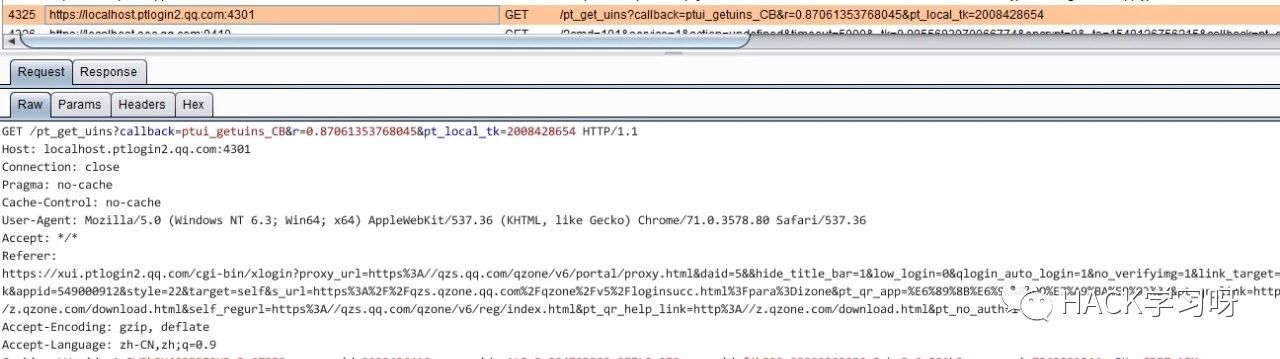 4325 https://localhost.ptlogin2.qq.com:4301 GET /pt_get_uins?callback=ptui_getuins_CB&r=0.87061353768045&pt_local_tk=2008428654
Request Response
Raw Params Headers Hex
GET /pt_get_uins?callback=ptui_getuins_CB&r=0.87061353768045&pt_local_tk=2008428654 HTTP/1.1
Host: localhost.ptlogin2.qq.com:4301
Connection: close
Pragma: no-cache
Cache-Control: no-cache
User-Agent: Mozilla/5.0 (Windows NT 6.3; Win64; x64) AppleWebKit/537.36 (KHTML, like Gecko) Chrome/71.0.3578.80 Safari/537.36
Accept: */*
Referer:
https://xui.ptlogin2.qq.com/cgi-bin/xlogin?proxy_url=https%3A//qzs.qq.com/qzone/v6/portal/proxy.html&daid=5&&hide_title_bar=1&low_login=0&qlogin_auto_login=1&no_verifyimg=1&link_target=
k&appid=549000912&style=22&target=self&s_url=https%3A%2F%2Fqzs.qzone.qq.com%2Fqzone%2Fv5%2Floginsucc.html%3Fpara%3Dizone&pt_qr_app=%E6%89%8B%E6%9
/z.qzone.com/download.html&self_regurl=https%3A//qzs.qq.com/qzone/v6/reg/index.html&pt_qr_help_link=http%3A//z.qzone.com/download.html&pt_no_auth=
HACK学习呀
Accept-Encoding: gzip, deflate
Accept-Language: zh-CN,zh;q=0.9